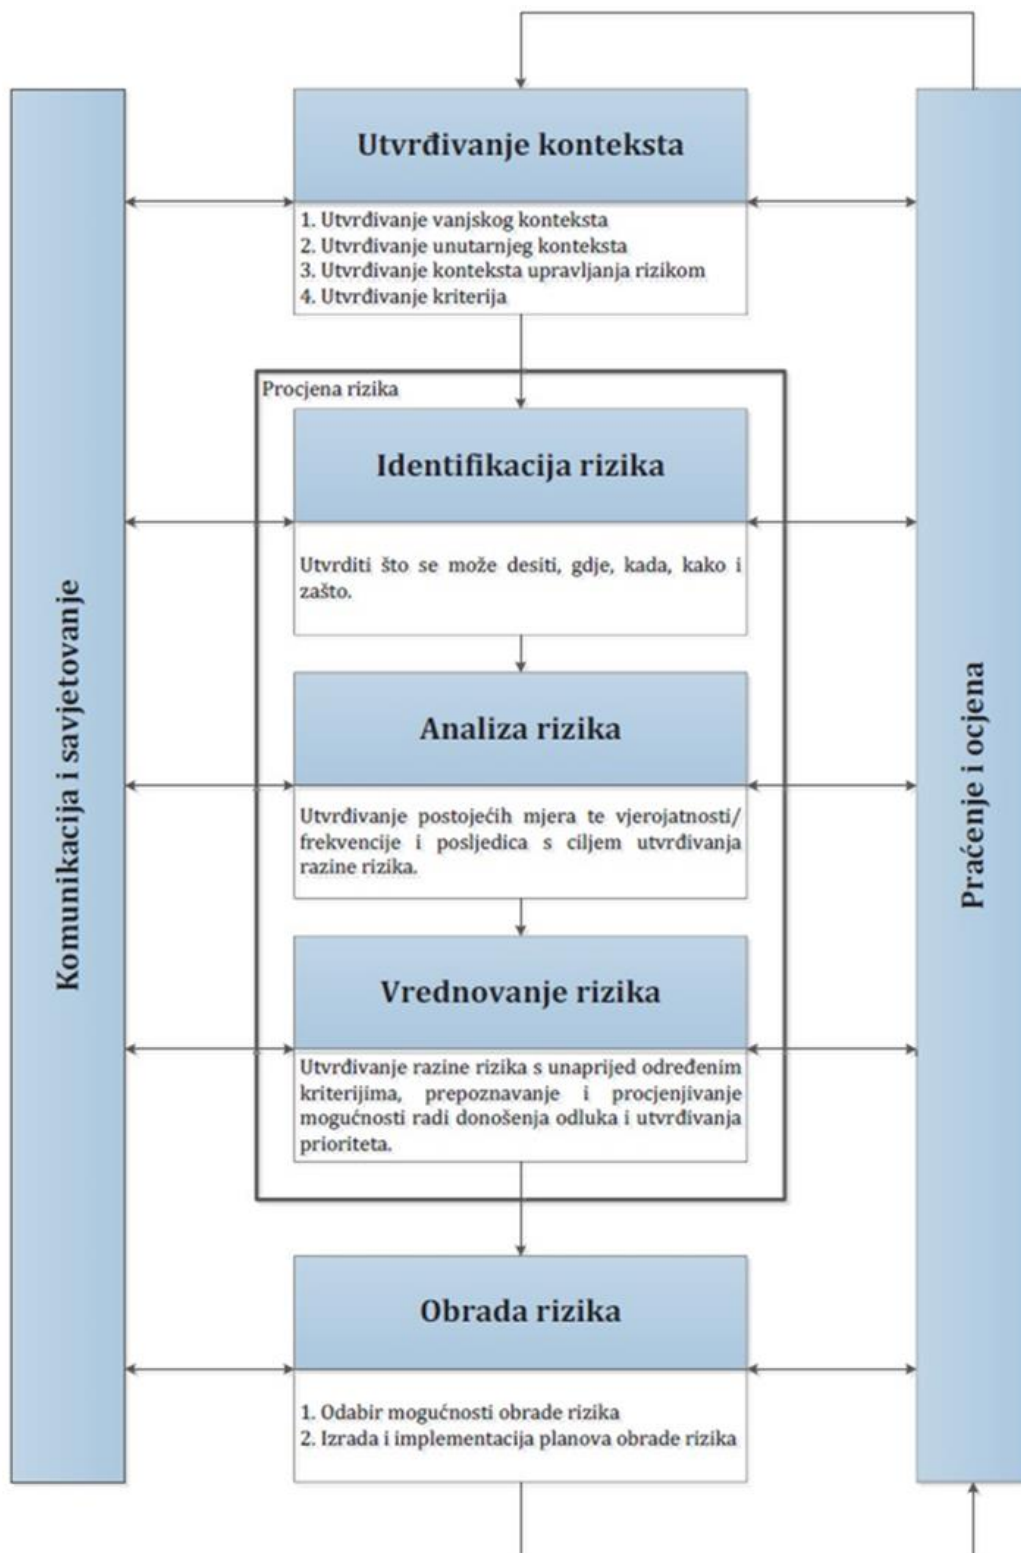 Komunikacija i savjetovanje
Utvrđivanje konteksta
1. Utvrđivanje vanjskog konteksta
2. Utvrđivanje unutarnjeg konteksta
3. Utvrđivanje konteksta upravljanja rizikom
4. Utvrđivanje kriterija
Procjena rizika
Identifikacija rizika
Utvrditi što se može desiti, gdje, kada, kako i
zašto.
Analiza rizika
Utvrđivanje postojećih mjera te vjerojatnosti/
frekvencije i posljedica s ciljem utvrđivanja
razine rizika.
Vrednovanje rizika
Utvrđivanje razine rizika s unaprijed određenim
kriterijima, prepoznavanje i procjenjivanje
mogućnosti radi donošenja odluka i utvrđivanja
prioriteta.
Obrada rizika
1. Odabir mogućnosti obrade rizika
2. Izrada i implementacija planova obrade rizika
Praćenje i ocjena